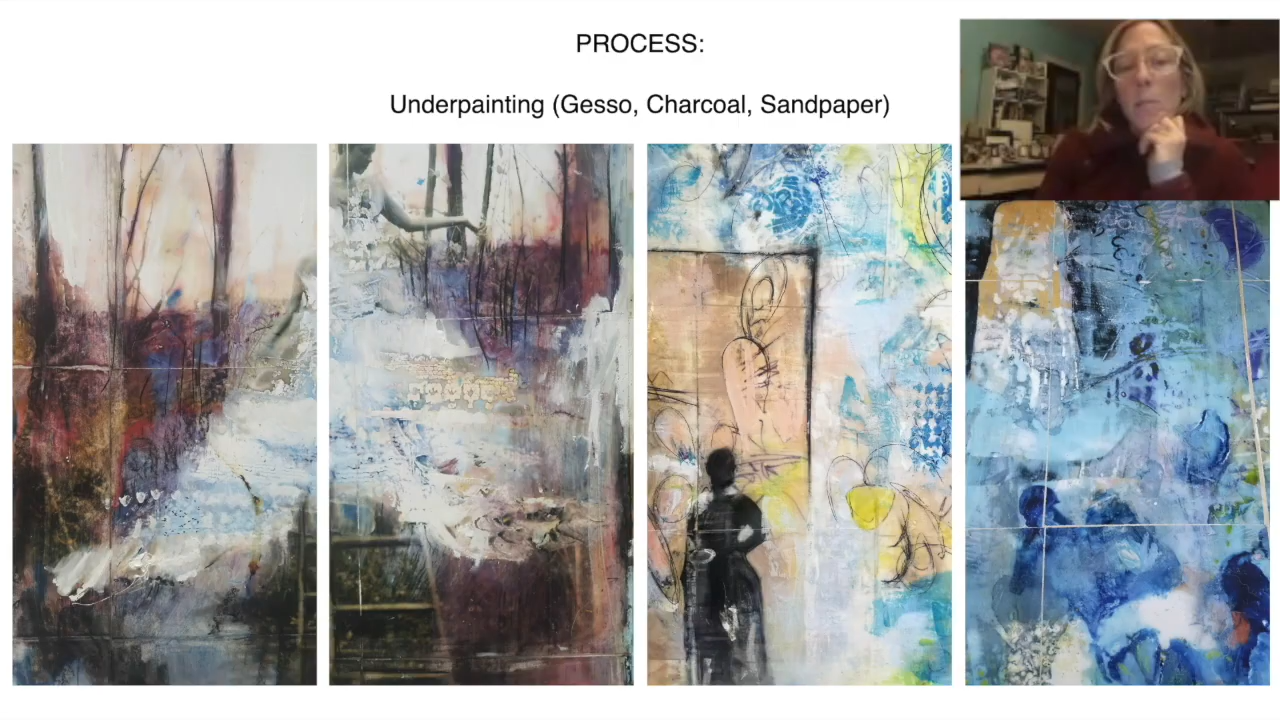 PROCESS:
Underpainting (Gesso, Charcoal, Sandpaper)